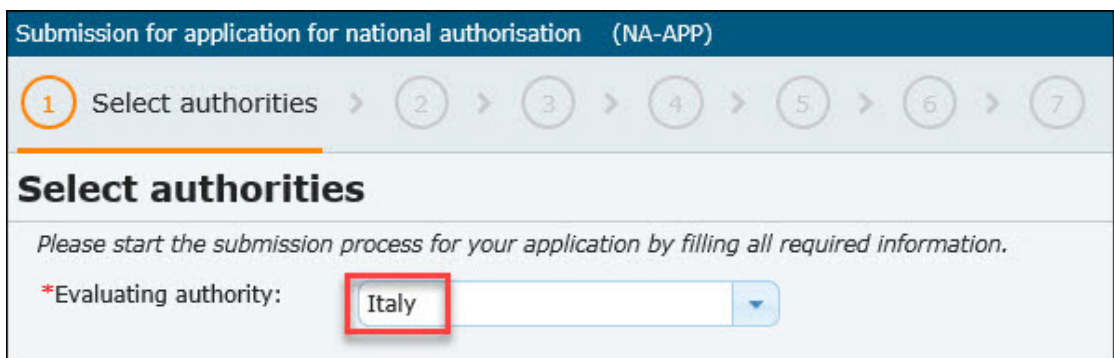 Submission for application for national authorisation (NA-APP)
1 Select authorities > 2 > 3 > 4 > 5 > 6 > 7
Select authorities
Please start the submission process for your application by filling all required information.
*Evaluating authority: Italy